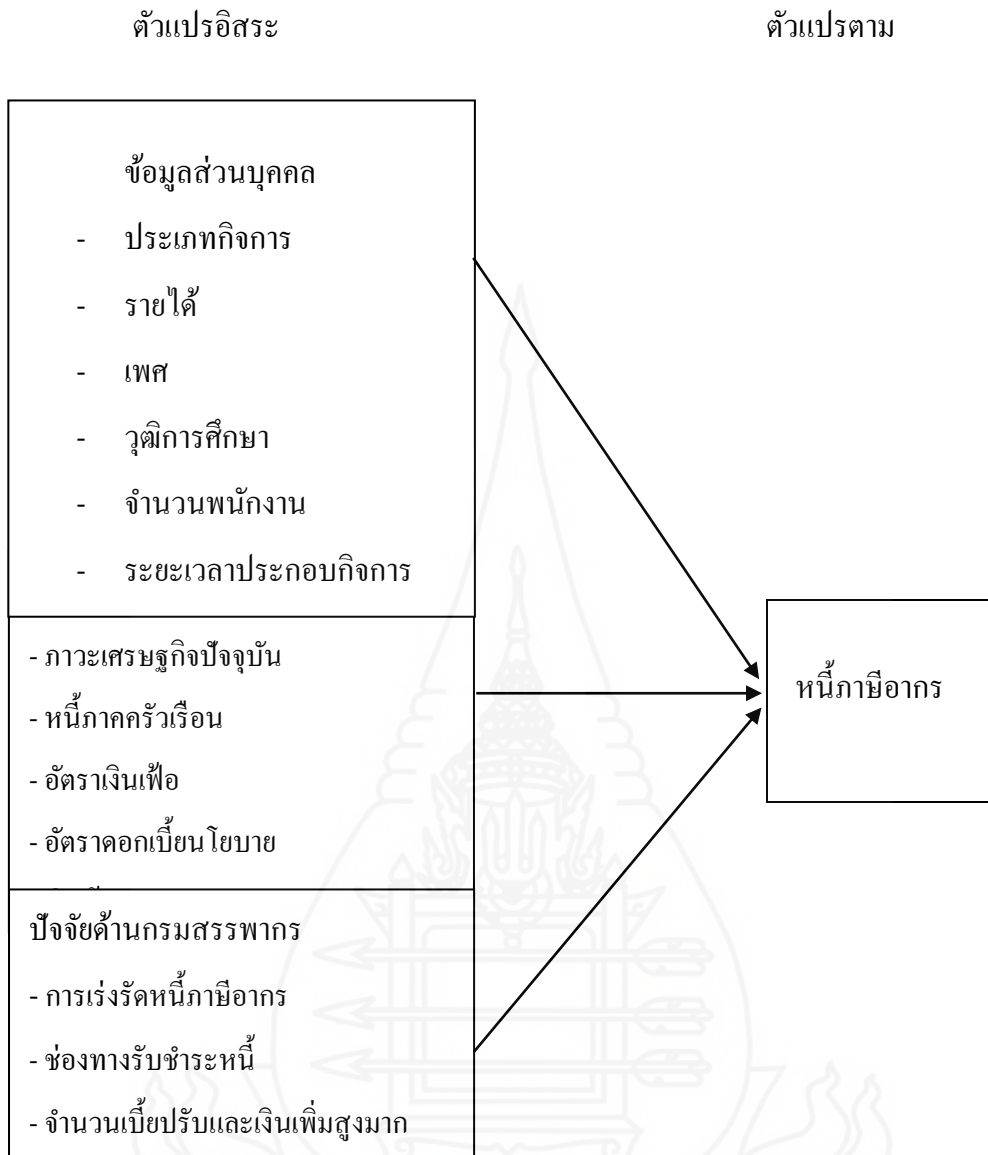 ตัวแปรอิสระ
ตัวแปรตาม
ข้อมูลส่วนบุคคล
- ประเภทกิจการ
- รายได้
- เพศ
- วุฒิการศึกษา
- จำนวนพนักงาน
- ระยะเวลาประกอบกิจการ
- ภาวะเศรษฐกิจปัจจุบัน
- หนี้ภาคครัวเรือน
- อัตราเงินเฟ้อ
- อัตราดอกเบี้ยนโยบาย
ปัจจัยด้านกรมสรรพากร
- การเร่งรัดหนี้ภาษีอากร
- ช่องทางรับชำระหนี้
- จำนวนเบี้ยปรับและเงินเพิ่มสูงมาก
หนี้ภาษีอากร